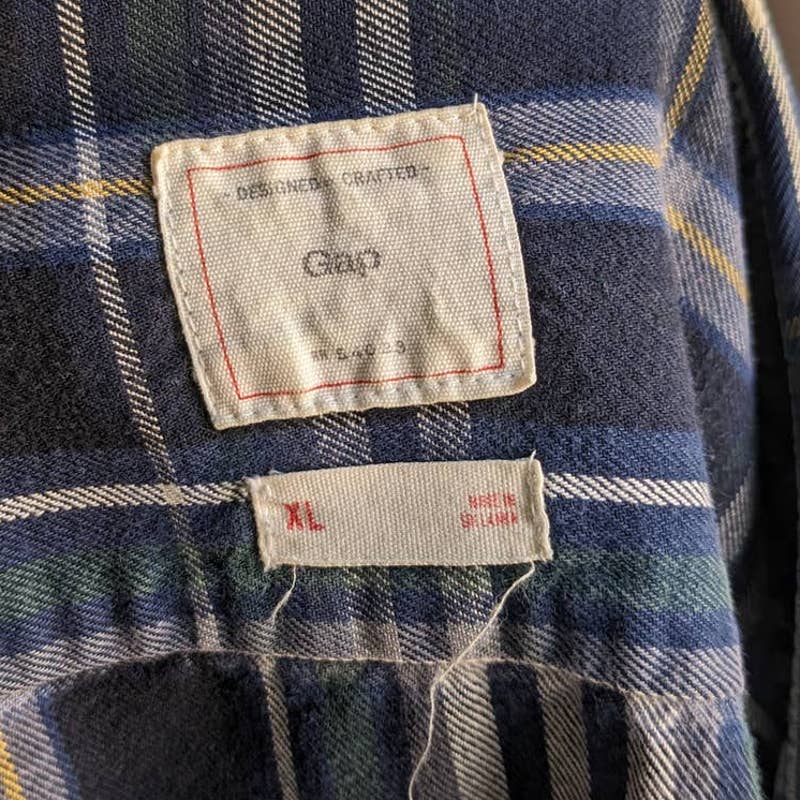 - DESIGNED + CRAFTED -
Gap
XL
MADE IN
SRI LANKA